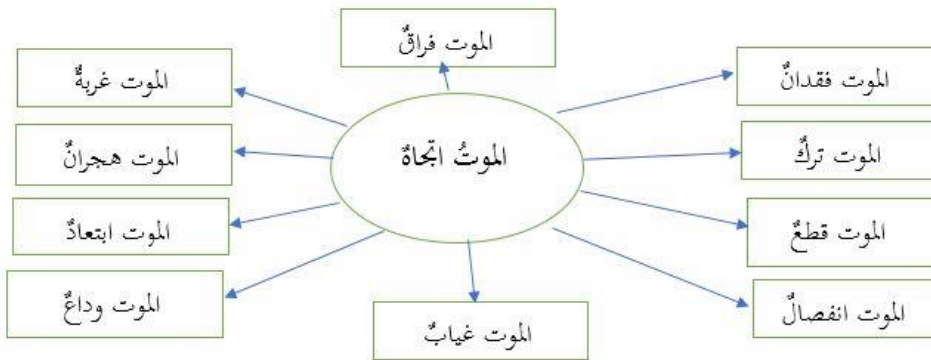 الموت فراقٌ
الموت فقدانٌ
الموت غربةٌ
الموتُ اتجاهٌ
الموت تركٌ
الموت هجرانٌ
الموت قطعٌ
الموت ابتعادٌ
الموت انفصالٌ
الموت وداعٌ
الموت غيابٌ